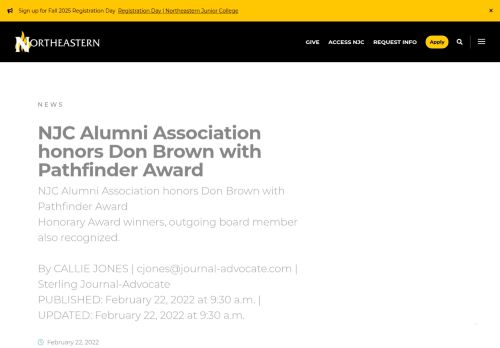 Sign up for Fall 2025 Registration Day Registration Day | Northeastern Junior College ×
NORTHEASTERN GIVE ACCESS NJC REQUEST INFO Apply
NEWS
NJC Alumni Association
honors Don Brown with
Pathfinder Award
NJC Alumni Association honors Don Brown with
Pathfinder Award
Honorary Award winners, outgoing board member
also recognized.
By CALLIE JONES | cjones@journal-advocate.com |
Sterling Journal-Advocate
PUBLISHED: February 22, 2022 at 9:30 a.m. |
UPDATED: February 22, 2022 at 9:30 a.m.
February 22, 2022